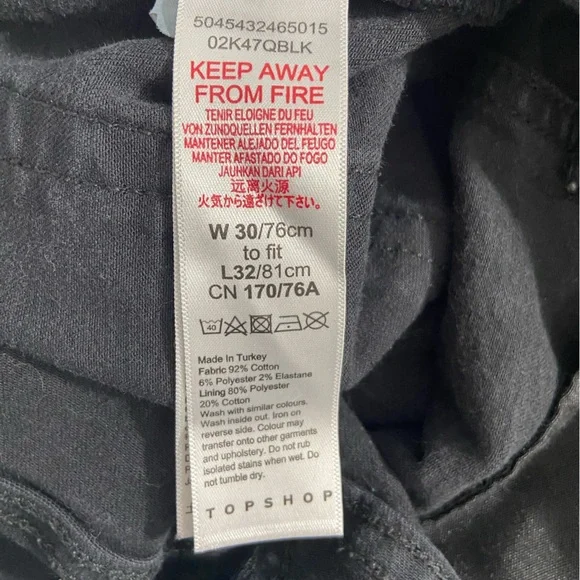 5045432465015
02K47QBLK
KEEP AWAY
FROM FIRE
TENIR ELOIGNE DU FEU
VON ZUNDQUELLEN FERNHALTEN
MANTENER ALEJADO DEL FEUGO
MANTER AFASTADO DO FOGO
JAUHKAN DARI API
远离火源
火気から遠ざけて下さい。
W 30/76cm
to fit
L32/81cm
CN 170/76A
40
Made In Turkey
Fabric 92% Cotton
6% Polyester 2% Elastane
Lining 80% Polyester
20% Cotton
Wash with similar colours.
Wash inside out. Iron on
reverse side. Colour may
transfer onto other garments
and upholstery. Do not rub
isolated stains when wet. Do
not tumble dry.
TOPSHOP